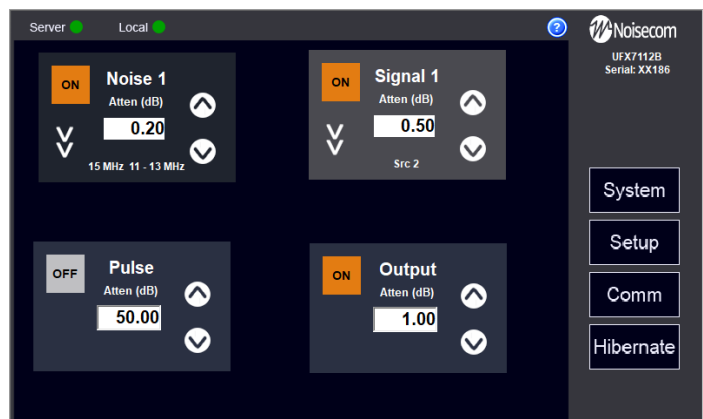 Server Local
Noisecom
UFX7112B
Serial: XX186
ON Noise 1
Atten (dB)
0.20
15 MHz 11 - 13 MHz
ON Signal 1
Atten (dB)
0.50
Src 2
OFF Pulse
Atten (dB)
50.00
ON Output
Atten (dB)
1.00
System
Setup
Comm
Hibernate